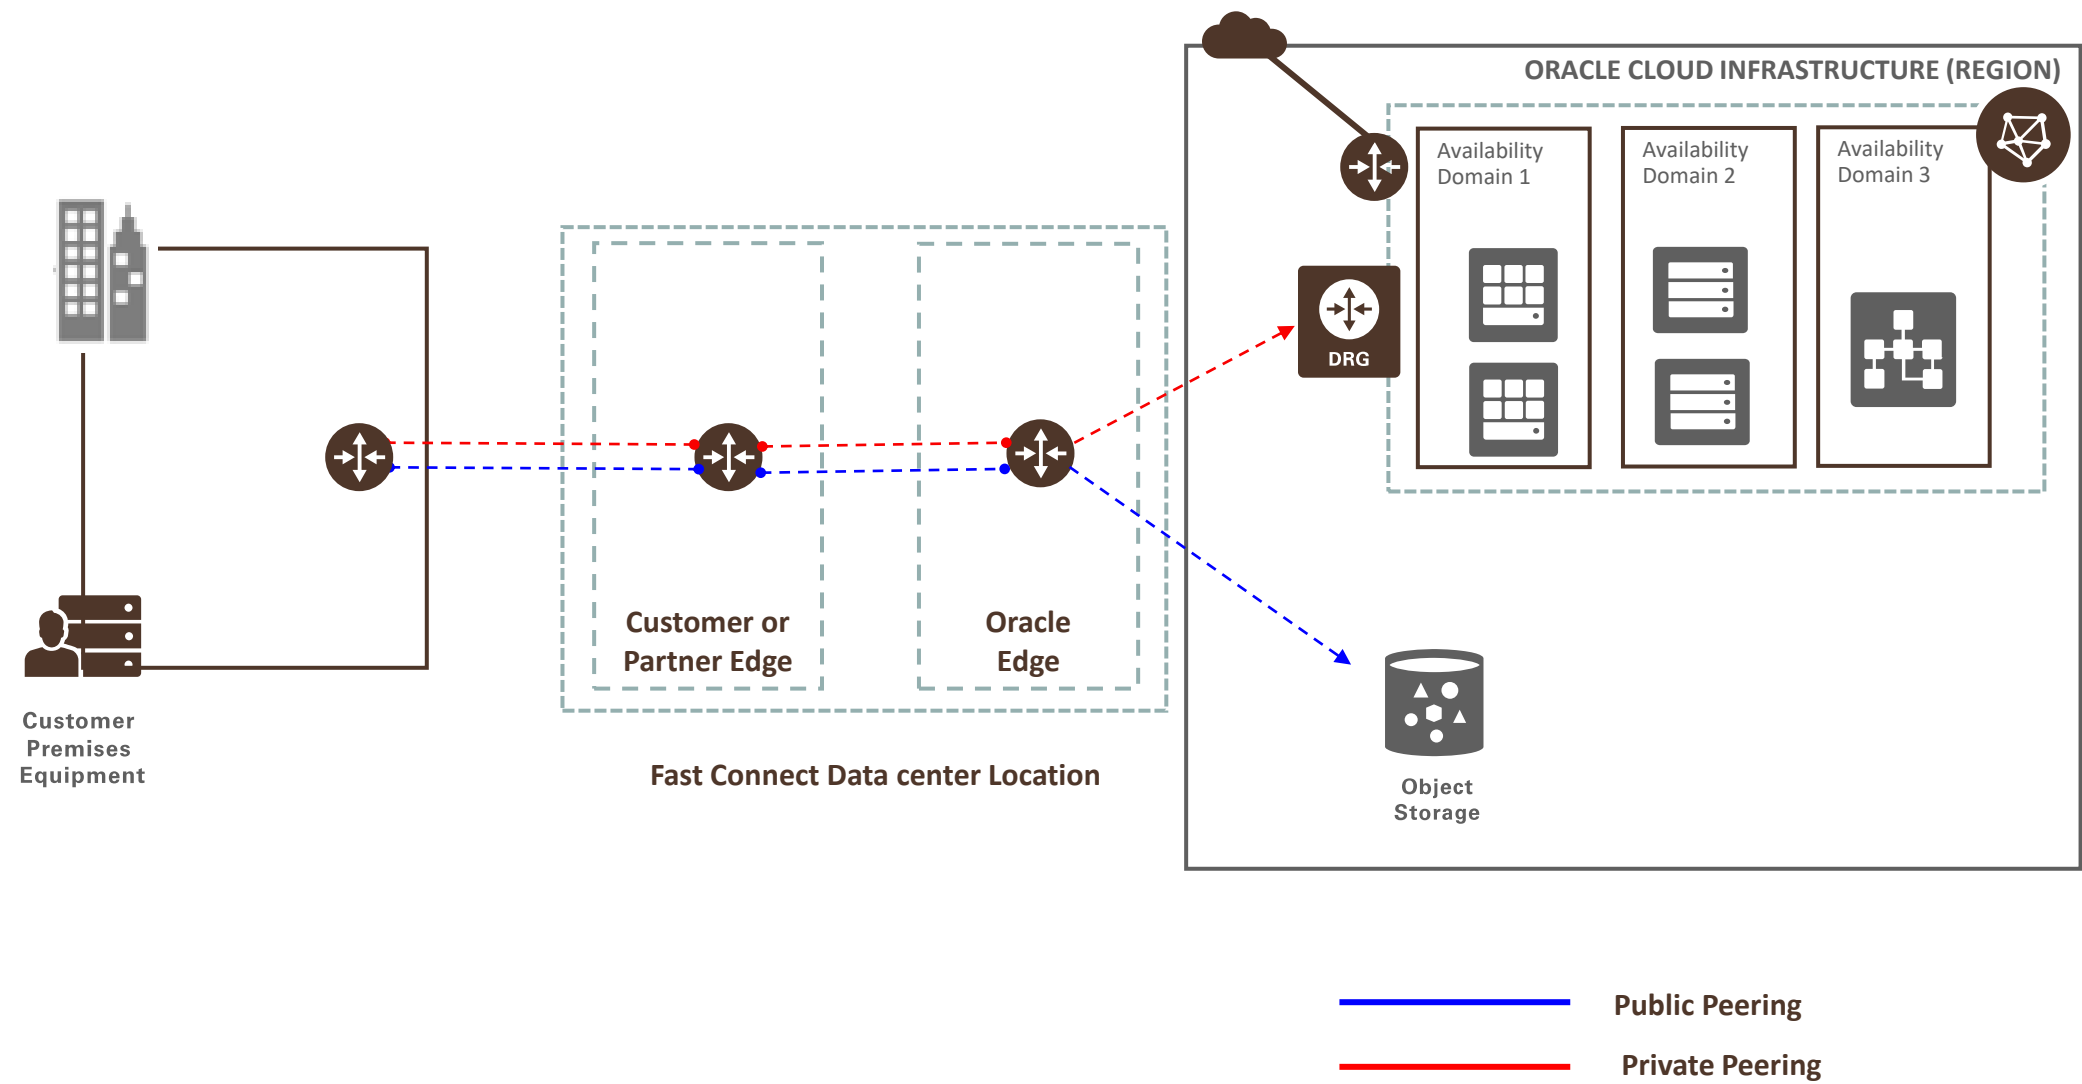 ORACLE CLOUD INFRASTRUCTURE (REGION)
Availability
Domain 1
Availability
Domain 2
Availability
Domain 3
DRG
Customer or
Partner Edge
Oracle
Edge
Customer
Premises
Equipment
Fast Connect Data center Location
Object
Storage
Public Peering
Private Peering